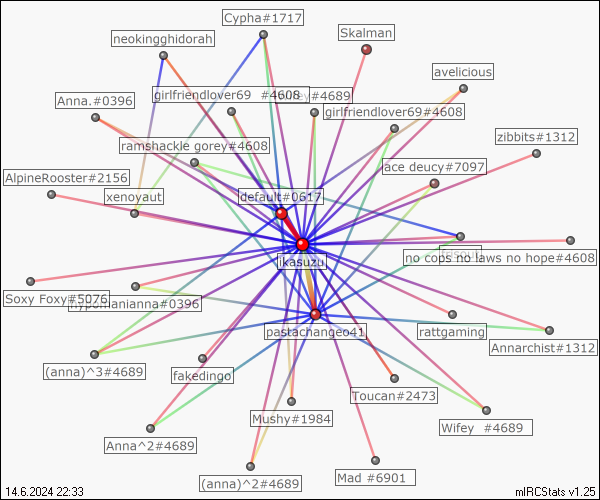 Cypha#1717
Skalman
neokingghidorah
avelicious
girlfriendlover69 #4608
#4689
Anna.#0396
girlfriendlover69 #4608
zibbits#1312
ramshackle gorey#4608
ace deucy#7097
AlpineRooster#2156
xenoyaut
default#0617
no cops no laws no hope#4608
jkasuzu
Soxy Foxy#5076
hypomanianna#0396
pastachangeo41
rattgaming
Annarchist#1312
(anna)^3#4689
fakedingo
Toucan#2473
Mushy#1984
Wifey #4689
Anna^2#4689
(anna)^2#4689
Mad #6901
14.6.2024 22:33
mIRCStats v1.25